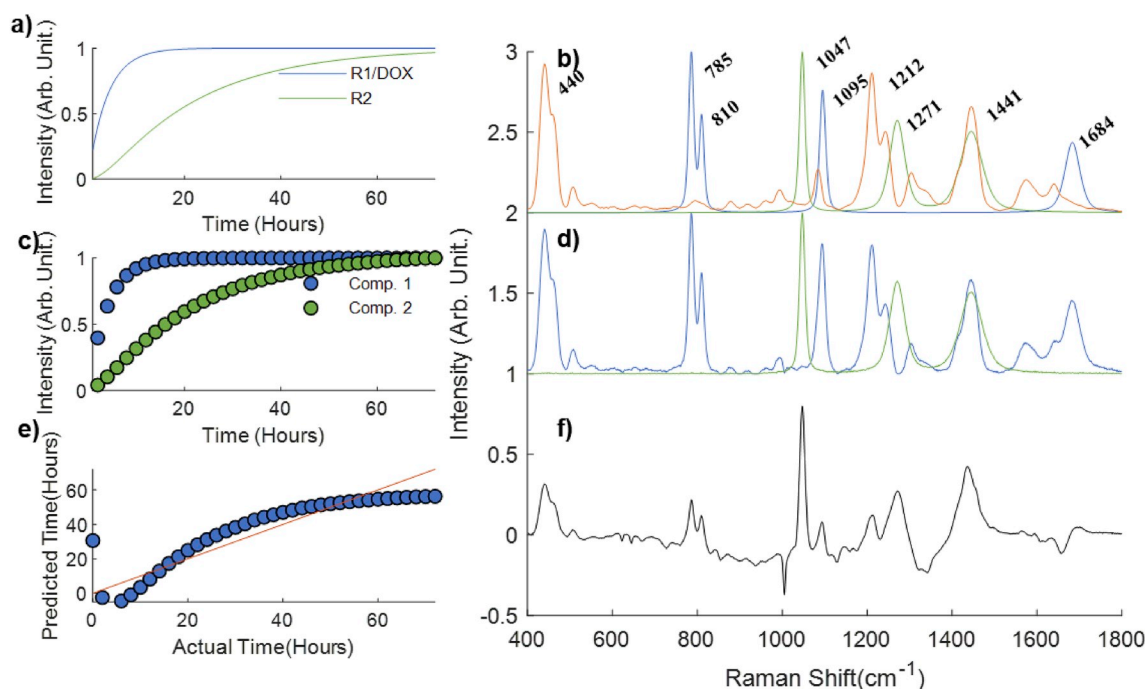 a)
Intensity (Arb. Unit.)
1
0.5
0
R1/DOX
R2
20
40
60
Time (Hours)
c)
Intensity (Arb. Unit.)
1
0.5
0
Comp. 1
Comp. 2
20
40
60
Time (Hours)
e)
Predicted Time(Hours)
60
40
20
0
0
20
40
60
Actual Time(Hours)
b)
3
2.5
2
440
785
810
1047
1095
1212
1271
1441
1684
d)
1.5
1
Intensity (Arb. Unit.)
f)
0.5
0
-0.5
400
600
800
1000
1200
1400
1600
1800
Raman Shift(cm⁻¹)